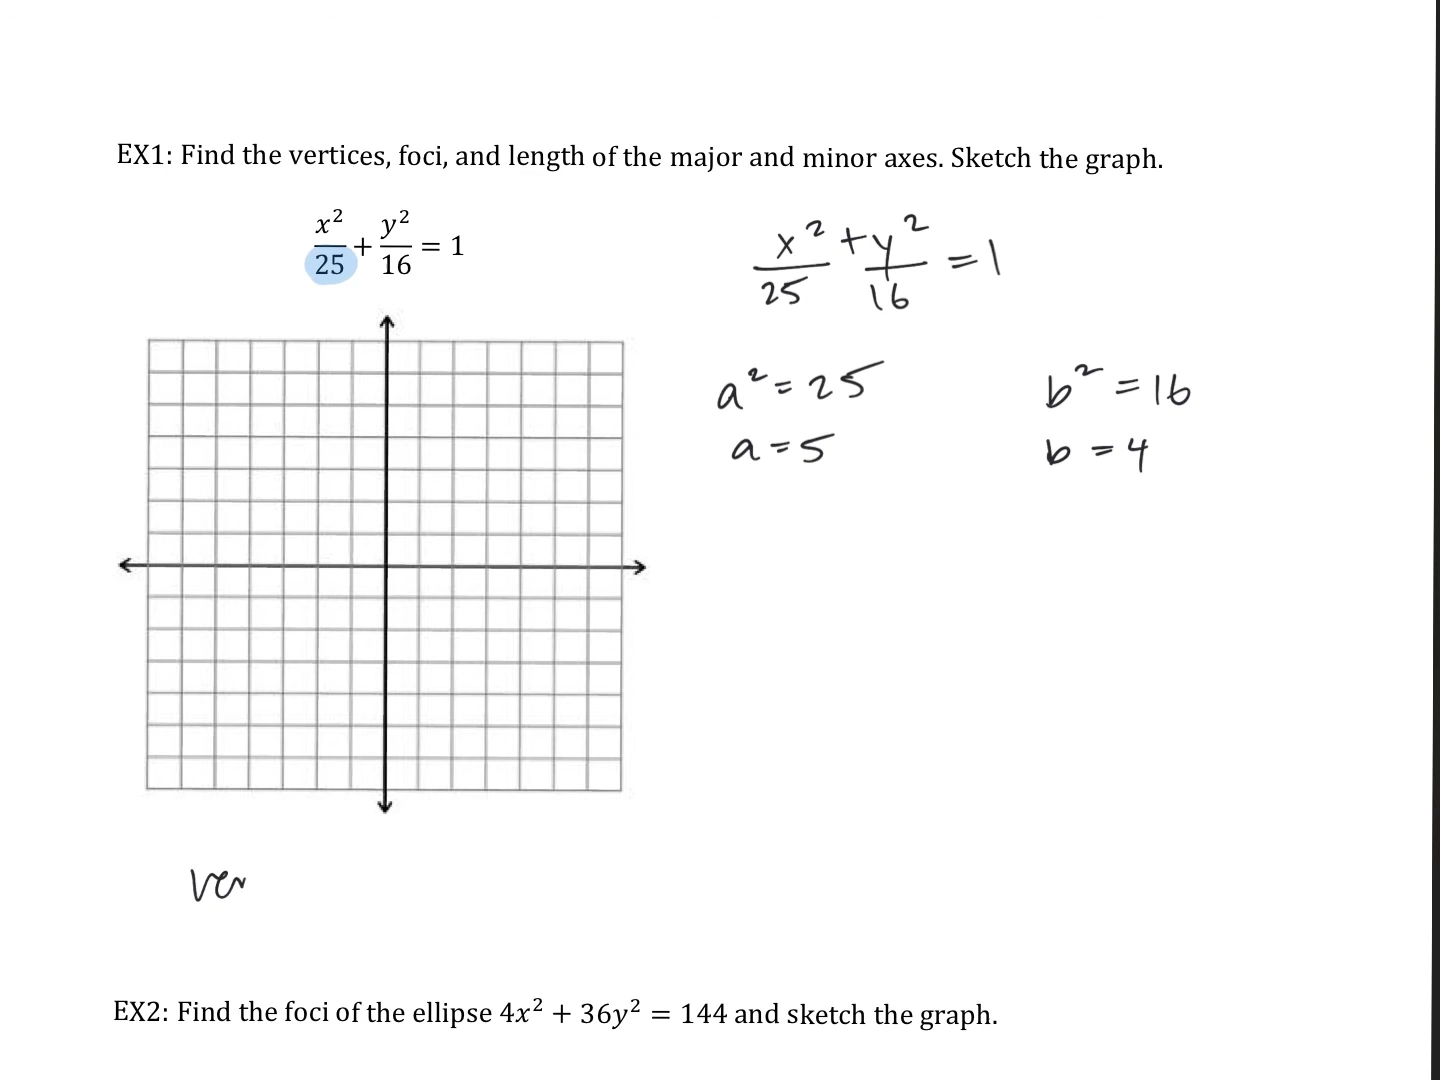 EX1: Find the vertices, foci, and length of the major and minor axes. Sketch the graph.
x²/25 + y²/16 = 1
x²/25 + y²/16 = 1
a² = 25
b² = 16
a = 5
b = 4
ver
EX2: Find the foci of the ellipse 4x² + 36y² = 144 and sketch the graph.